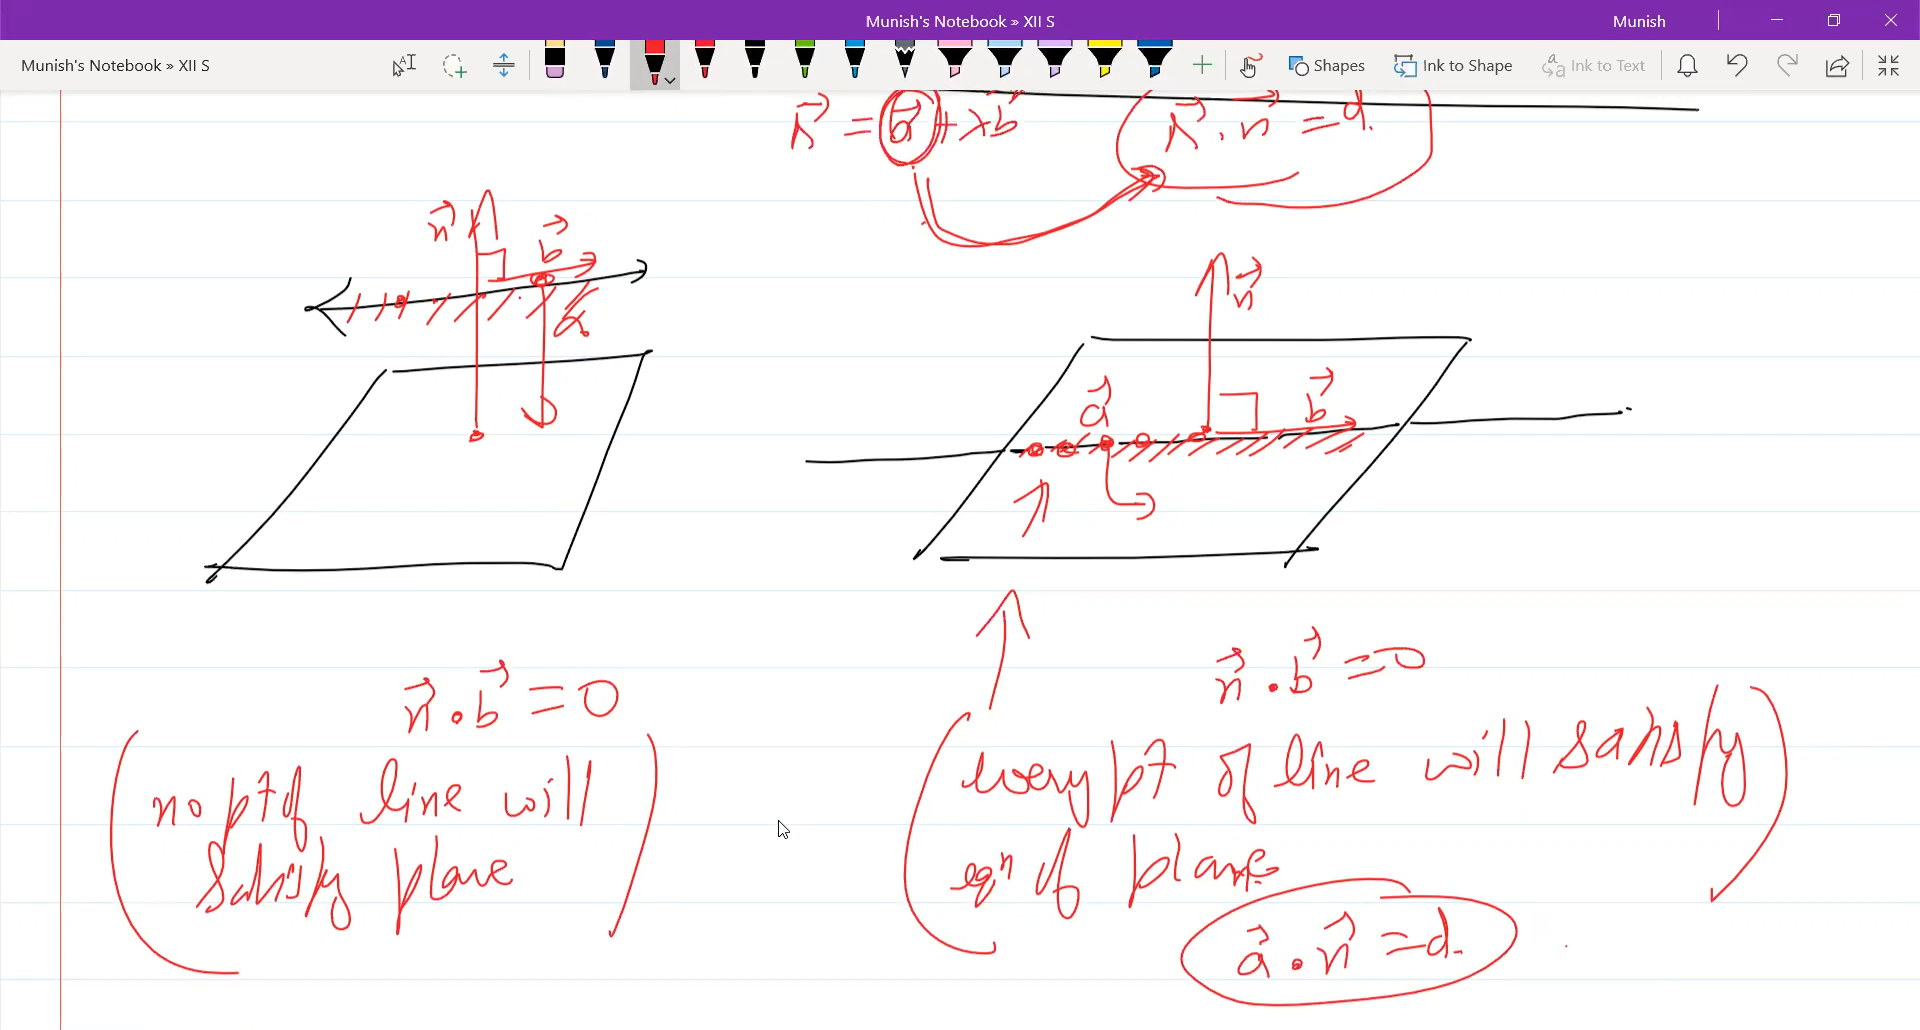 Munish's Notebook » XII S
Munish
Munish's Notebook » XII S
Shapes
Ink to Shape
Ink to Text
r⃗ = a⃗ + λb⃗
r⃗ . n⃗ = d.
n⃗
b⃗
n⃗
a⃗
b⃗
n⃗ . b⃗ = 0
(no pt of line will
satisfy plane)
n⃗ . b⃗ = 0
(every pt of line will satisfy
eqn of plane)
a⃗ . n⃗ = d.